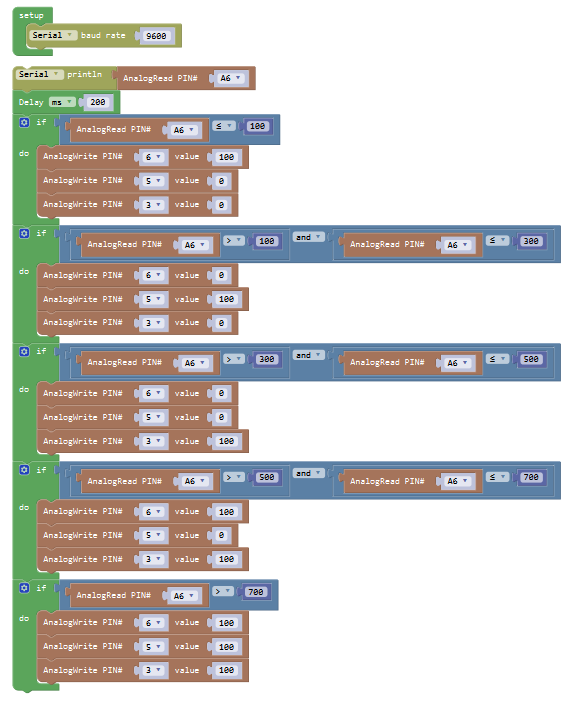 setup
Serial baud rate 9600
Serial println AnalogRead PIN# A6
Delay ms 200
if AnalogRead PIN# A6 ≤ 100
do AnalogWrite PIN# 6 value 100
AnalogWrite PIN# 5 value 0
AnalogWrite PIN# 3 value 0
if AnalogRead PIN# A6 > 100 and AnalogRead PIN# A6 ≤ 300
do AnalogWrite PIN# 6 value 0
AnalogWrite PIN# 5 value 100
AnalogWrite PIN# 3 value 0
if AnalogRead PIN# A6 > 300 and AnalogRead PIN# A6 ≤ 500
do AnalogWrite PIN# 6 value 0
AnalogWrite PIN# 5 value 0
AnalogWrite PIN# 3 value 100
if AnalogRead PIN# A6 > 500 and AnalogRead PIN# A6 ≤ 700
do AnalogWrite PIN# 6 value 100
AnalogWrite PIN# 5 value 0
AnalogWrite PIN# 3 value 100
if AnalogRead PIN# A6 > 700
do AnalogWrite PIN# 6 value 100
AnalogWrite PIN# 5 value 100
AnalogWrite PIN# 3 value 100